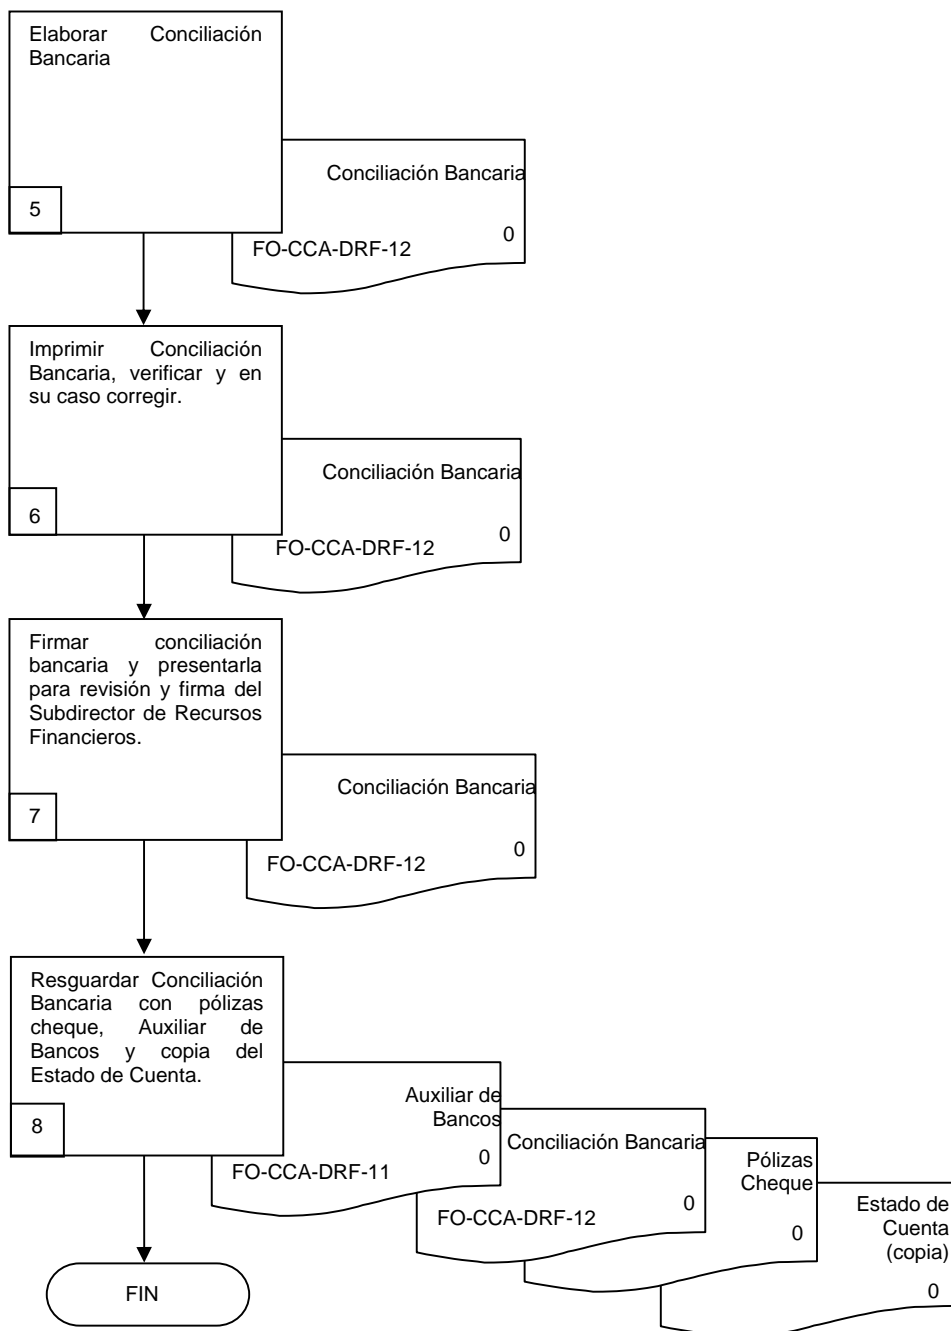 Elaborar Conciliación
Bancaria
Conciliación Bancaria
5
0
FO-CCA-DRF-12
Imprimir Conciliación
Bancaria, verificar y en
su caso corregir.
Conciliación Bancaria
6
0
FO-CCA-DRF-12
Firmar conciliación
bancaria y presentarla
para revisión y firma del
Subdirector de Recursos
Financieros.
Conciliación Bancaria
7
0
FO-CCA-DRF-12
Resguardar Conciliación
Bancaria con pólizas
cheque, Auxiliar de
Bancos y copia del
Estado de Cuenta.
8
Auxiliar de
Bancos
0
FO-CCA-DRF-11
Conciliación Bancaria
0
FO-CCA-DRF-12
Pólizas
Cheque
0
Estado de
Cuenta
(copia)
0
FIN